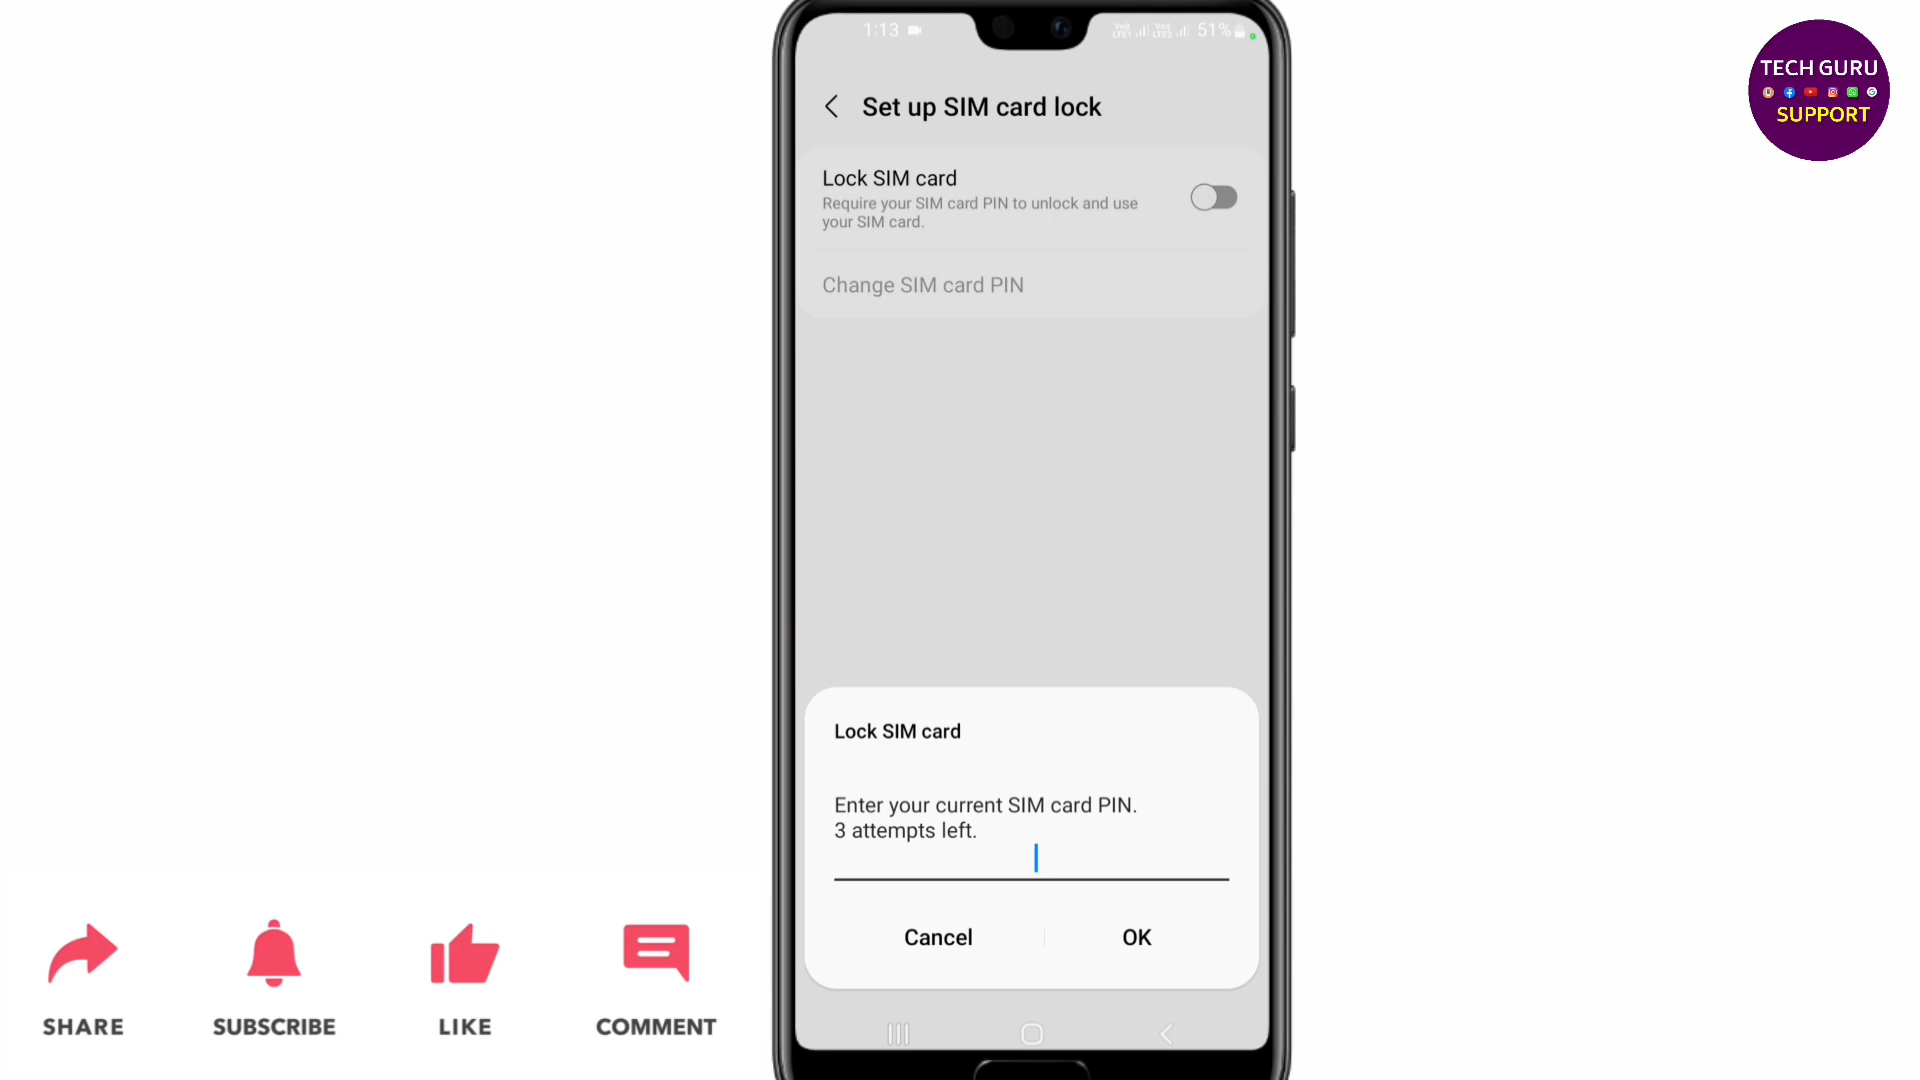 1:13
51%
TECH GURU
SUPPORT
Set up SIM card lock
Lock SIM card
Require your SIM card PIN to unlock and use
your SIM card.
Change SIM card PIN
Lock SIM card
Enter your current SIM card PIN.
3 attempts left.
Cancel
OK
SHARE
SUBSCRIBE
LIKE
COMMENT